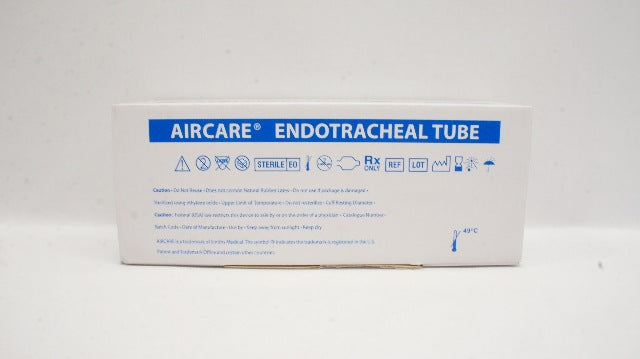 AIRCARE® ENDOTRACHEAL TUBE
STERILE EO Rx ONLY REF LOT
Caution - Do Not Reuse - Does not contain Natural Rubber Latex - Do not use if package is damaged -
Sterilized using ethylene oxide - Upper Limit of Temperature - Do not resterilize - Cuff Resting Diameter -
Caution: Federal (USA) law restricts this device to sale by or on the order of a physician - Catalogue Number -
Batch Code - Date of Manufacture - Use by - Keep away from sunlight - Keep dry
49°C
AIRCARE is a trademark of Smiths Medical. The symbol ® indicates the trademark is registered in the U.S.
Patent and Trademark Office and certain other countries.